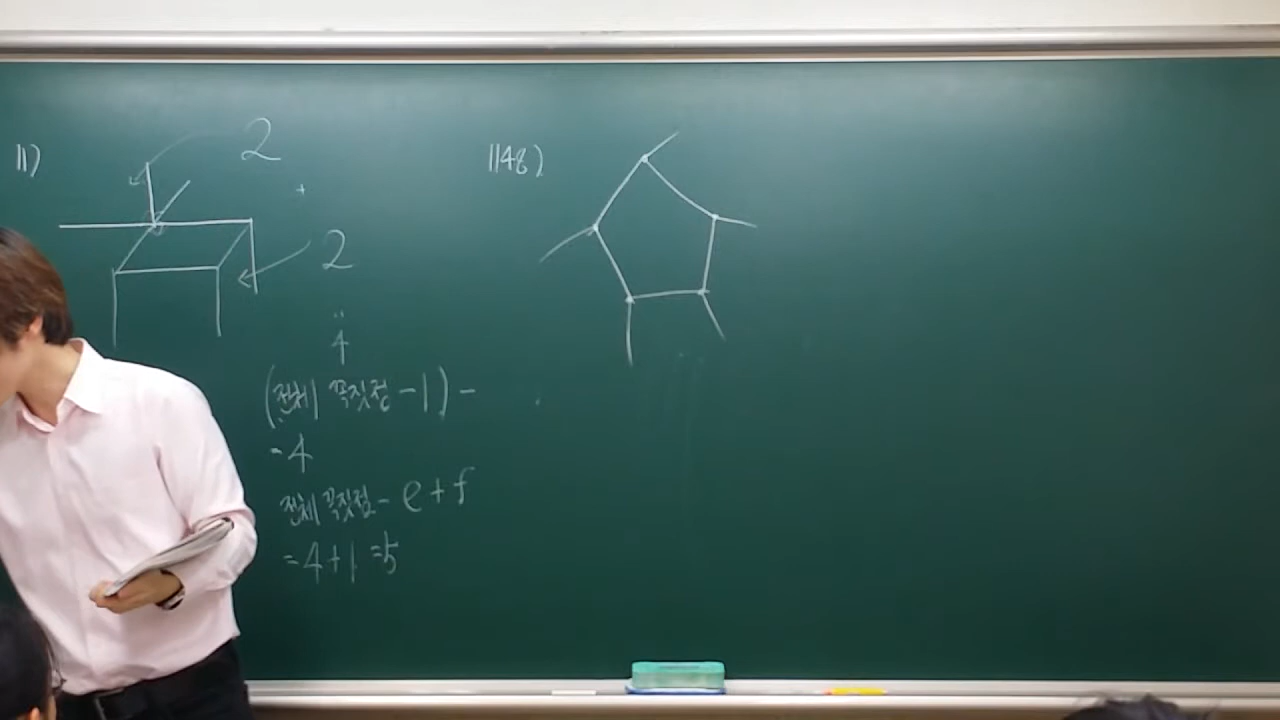 11)
2
2
+
4
(전체 꼭짓점 -1) -
= 4
전체 꼭짓점 - e + f
= 4+1 = 5
1148)